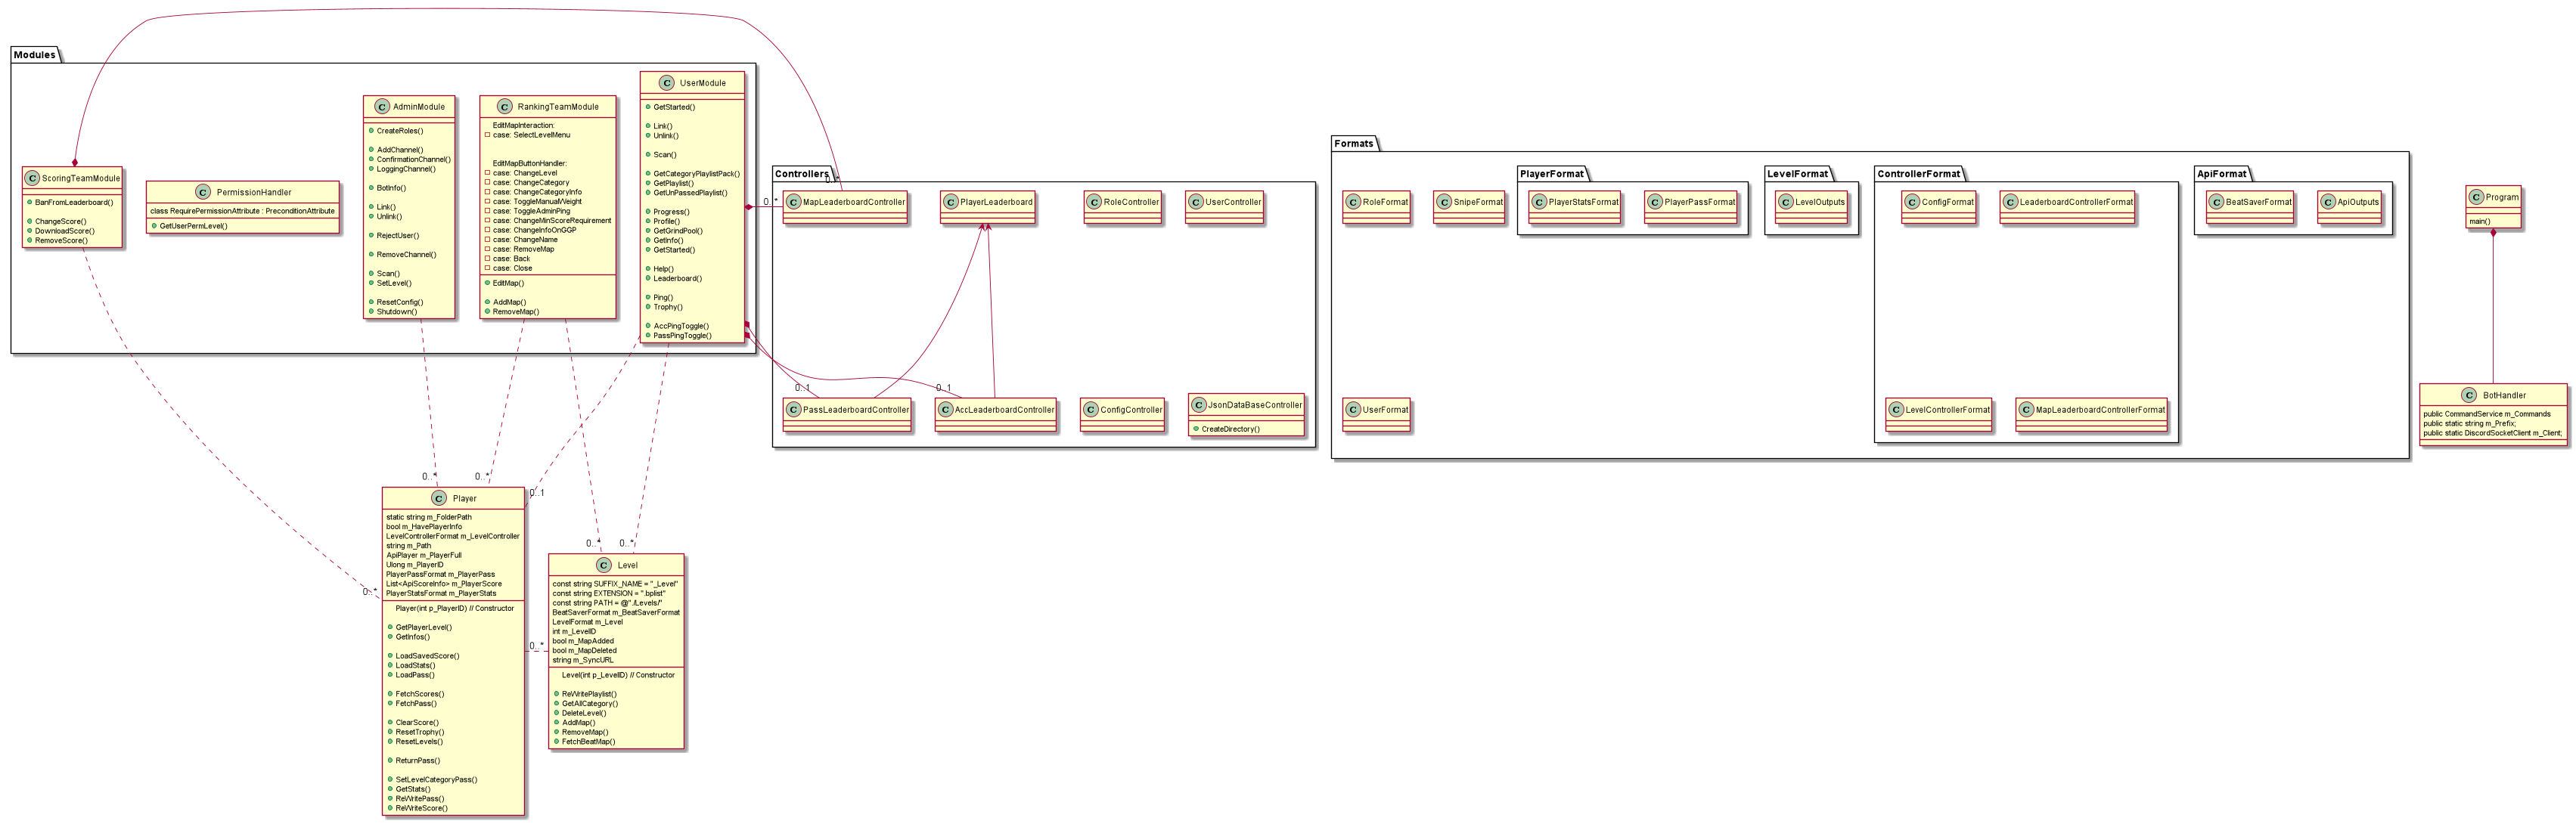 Modules
C UserModule
GetStarted()
Link()
Unlink()
Scan()
GetCategoryPlaylistPack()
GetPlaylist()
GetUnPassedPlaylist()
Progress()
Profile()
GetGrindPool()
GetInfo()
GetStarted()
Help()
Leaderboard()
Ping()
Trophy()
AccPingToggle()
PassPingToggle()
C AdminModule
CreateRoles()
AddChannel()
ConfirmationChannel()
LoggingChannel()
BotInfo()
Link()
Unlink()
RejectUser()
RemoveChannel()
Scan()
SetLevel()
ResetConfig()
Shutdown()
C RankingTeamModule
EditMapInteraction:
case: SelectLevelMenu
EditMapButtonHandler:
case: ChangeLevel
case: ChangeCategory
case: ChangeCategoryInfo
case: ToggleManualWeight
case: ToggleAdminPing
case: ChangeMinScoreRequirement
case: ChangeInfoOnGGP
case: ChangeName
case: RemoveMap
case: Back
case: Close
EditMap()
AddMap()
RemoveMap()
C ScoringTeamModule
BanFromLeaderboard()
ChangeScore()
DownloadScore()
RemoveScore()
C PermissionHandler
class RequirePermissionAttribute : PreconditionAttribute
GetUserPermLevel()
Controllers
0..*
0..*
C MapLeaderboardController
C PlayerLeaderboard
C RoleController
C UserController
0..1
0..1
C PassLeaderboardController
C AccLeaderboardController
C ConfigController
C JsonDataBaseController
CreateDirectory()
Formats
C RoleFormat
C SnipeFormat
PlayerFormat
C PlayerStatsFormat
C PlayerPassFormat
LevelFormat
C LevelOutputs
ControllerFormat
C ConfigFormat
C LeaderboardControllerFormat
ApiFormat
C BeatSaverFormat
C ApiOutputs
C UserFormat
C LevelControllerFormat
C MapLeaderboardControllerFormat
C Program
main()
C BotHandler
public CommandService m_Commands
public static string m_Prefix;
public static DiscordSocketClient m_Client;
0..*
0..*
0..1
0..*
C Player
static string m_FolderPath
bool m_HavePlayerInfo
LevelControllerFormat m_LevelController
string m_Path
ApiPlayer m_PlayerFull
Ulong m_PlayerID
PlayerPassFormat m_PlayerPass
List<ApiScoreInfo> m_PlayerScore
PlayerStatsFormat m_PlayerStats
Player(int p_PlayerID) // Constructor
GetPlayerLevel()
GetInfos()
LoadSavedScore()
LoadStats()
LoadPass()
FetchScores()
FetchPass()
ClearScore()
ResetTrophy()
ResetLevels()
ReturnPass()
SetLevelCategoryPass()
GetStats()
ReWritePass()
ReWriteScore()
0..*
0..*
0..*
C Level
const string SUFFIX_NAME = "_Level"
const string EXTENSION = ".bplist"
const string PATH = @"./Levels/"
BeatSaverFormat m_BeatSaverFormat
LevelFormat m_Level
int m_LevelID
bool m_MapAdded
bool m_MapDeleted
string m_SyncURL
Level(int p_LevelID) // Constructor
ReWritePlaylist()
GetAllCategory()
DeleteLevel()
AddMap()
RemoveMap()
FetchBeatMap()